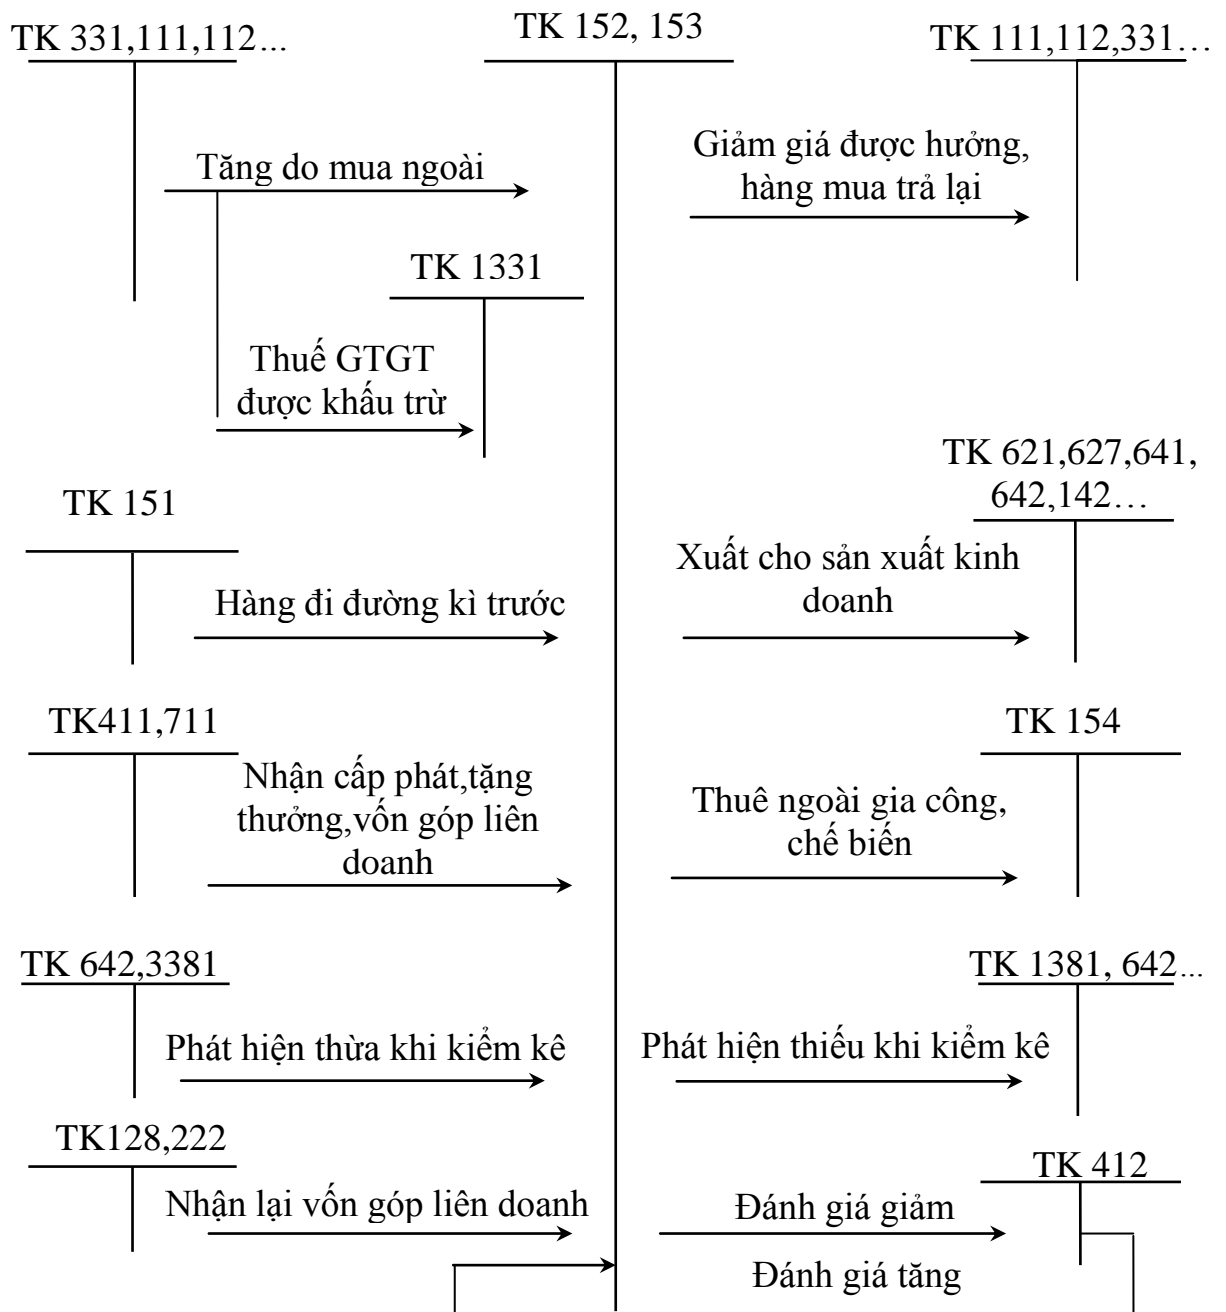 TK 331,111,112...
TK 152, 153
TK 111,112,331…
Tăng do mua ngoài
Giảm giá được hưởng,
hàng mua trả lại
TK 1331
Thuế GTGT
được khấu trừ
TK 621,627,641,
642,142…
TK 151
Xuất cho sản xuất kinh
doanh
Hàng đi đường kì trước
TK411,711
TK 154
Nhận cấp phát,tặng
thưởng,vốn góp liên
doanh
Thuê ngoài gia công,
chế biến
TK 642,3381
TK 1381, 642...
Phát hiện thừa khi kiểm kê
Phát hiện thiếu khi kiểm kê
TK128,222
TK 412
Nhận lại vốn góp liên doanh
Đánh giá giảm
Đánh giá tăng